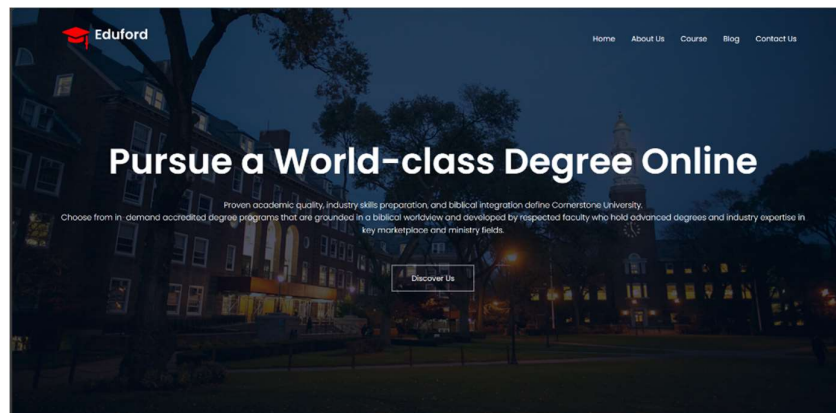 Eduford
Home About Us Course Blog Contact Us
Pursue a World-class Degree Online
Proven academic quality, industry skills preparation, and biblical integration define Cornerstone University.
Choose from in-demand accredited degree programs that are grounded in a biblical worldview and developed by respected faculty who hold advanced degrees and industry expertise in
key marketplace and ministry fields.
Discover Us